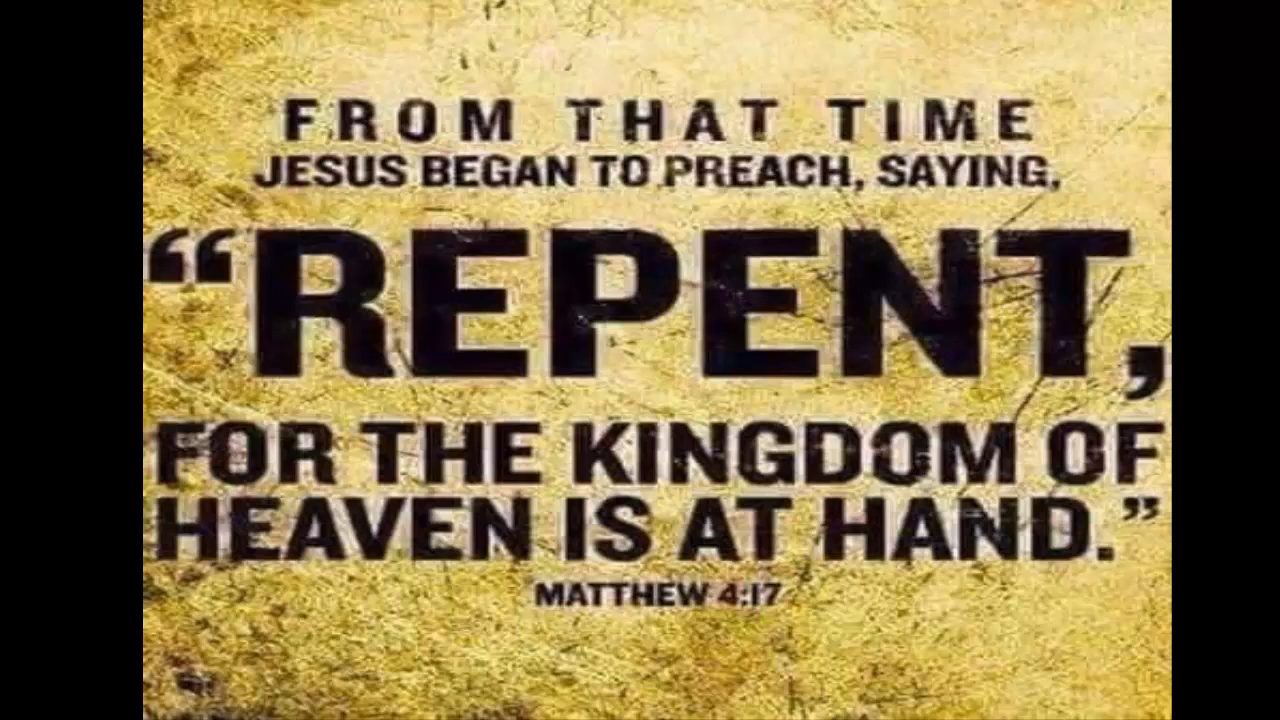 FROM THAT TIME
JESUS BEGAN TO PREACH, SAYING,
“REPENT,
FOR THE KINGDOM OF
HEAVEN IS AT HAND.”
MATTHEW 4:17